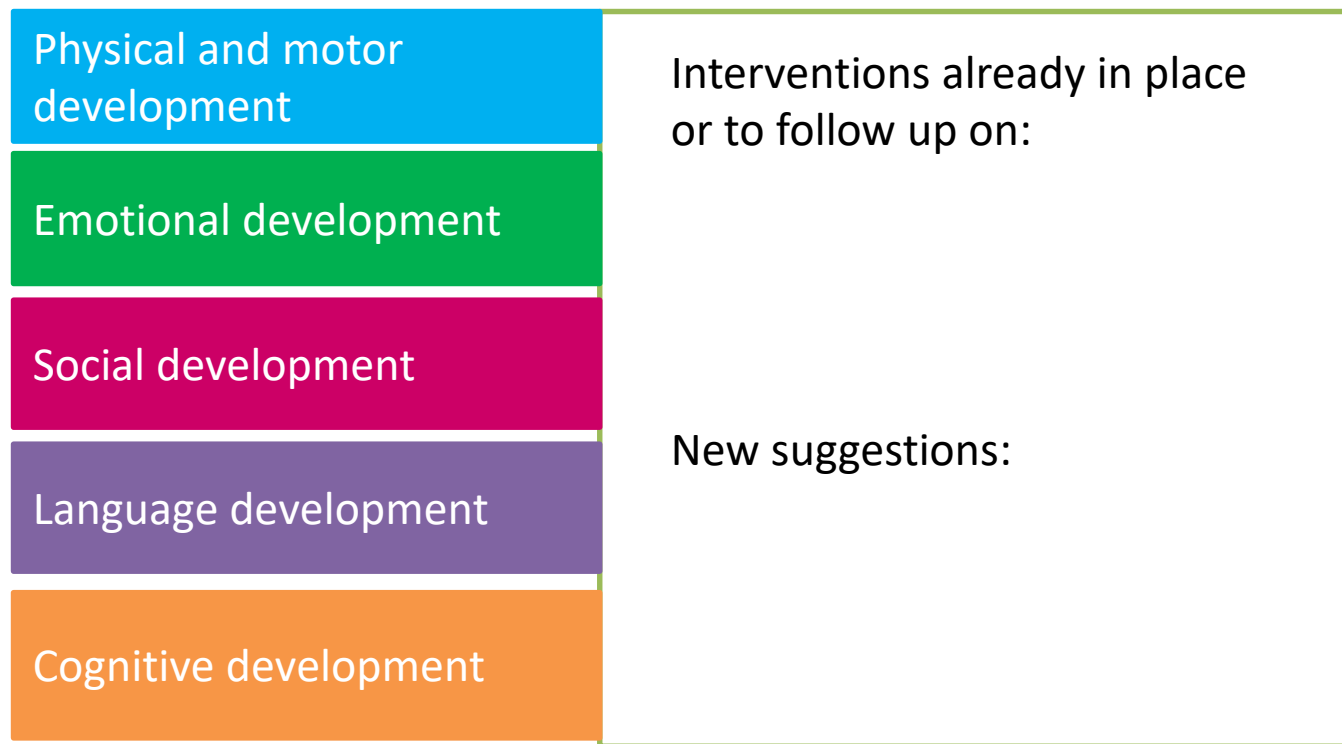 Physical and motor
development
Emotional development
Social development
Language development
Cognitive development
Interventions already in place
or to follow up on:
New suggestions: